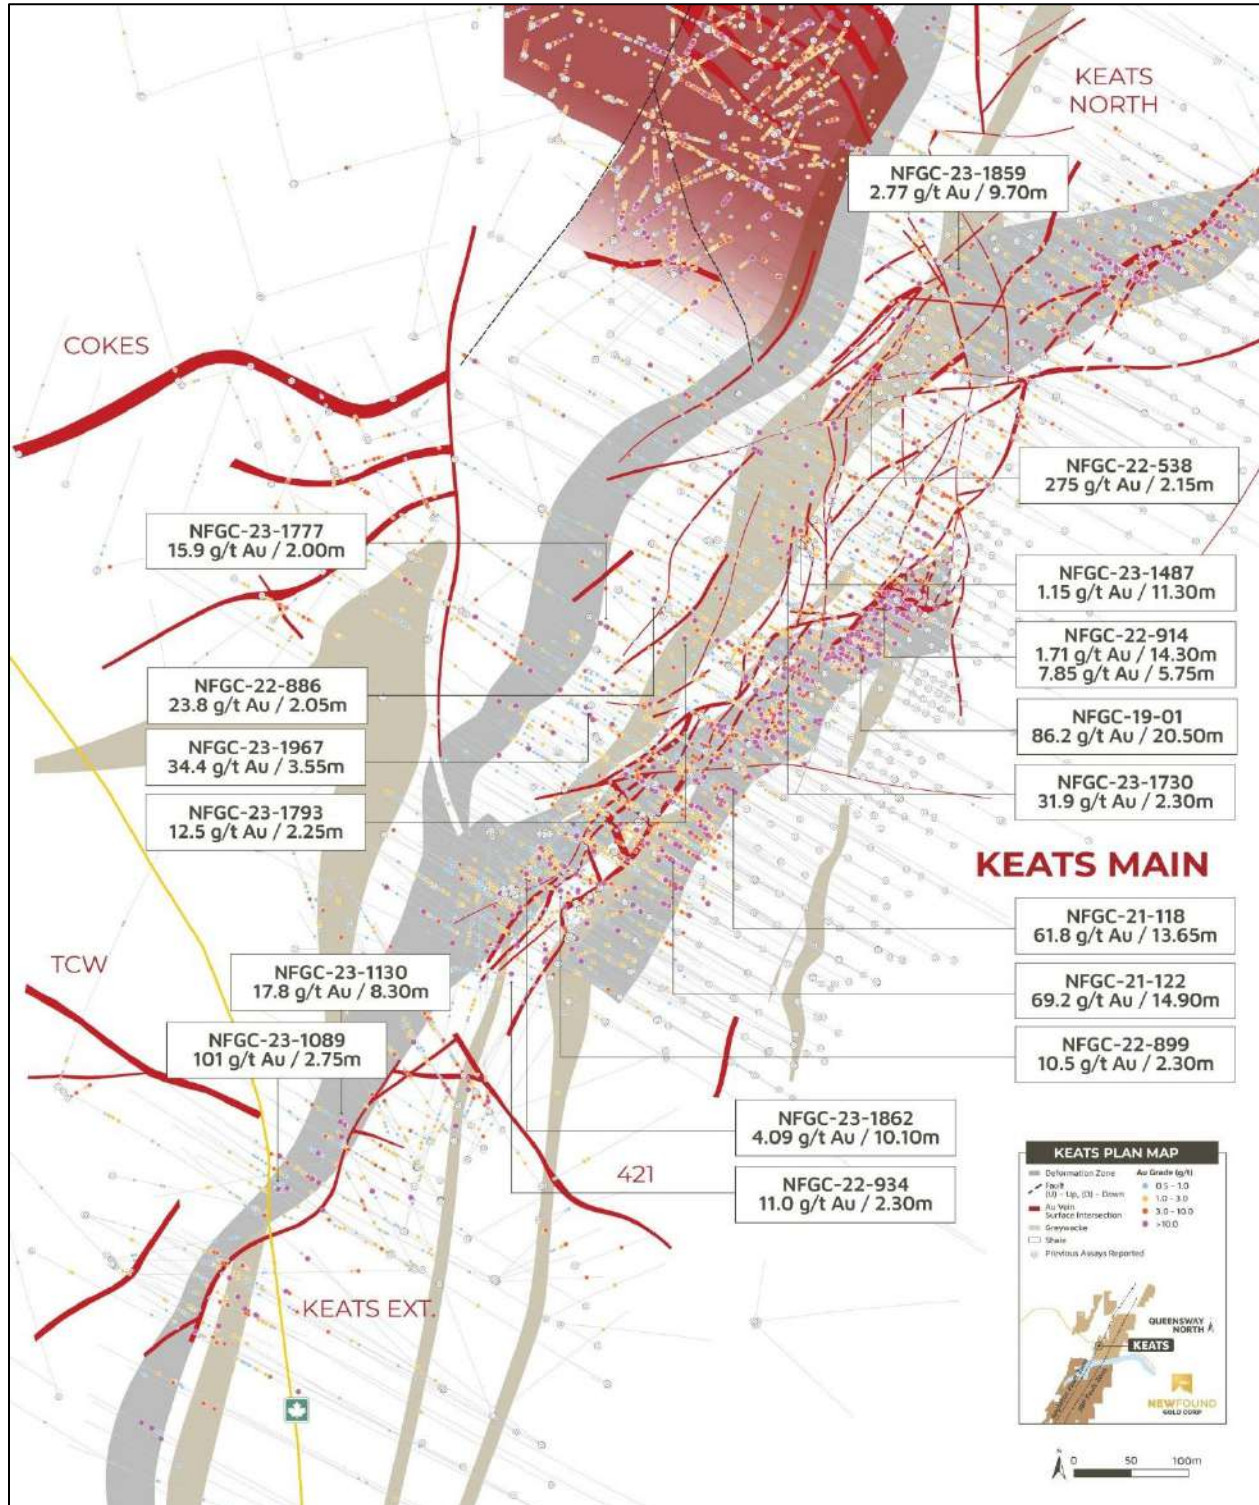 KEATS
NORTH
NFGC-23-1859
2.77 g/t Au / 9.70m
COKES
NFGC-22-538
275 g/t Au / 2.15m
NFGC-23-1777
15.9 g/t Au / 2.00m
NFGC-23-1487
1.15 g/t Au / 11.30m
NFGC-22-914
1.71 g/t Au / 14.30m
7.85 g/t Au / 5.75m
NFGC-22-886
23.8 g/t Au / 2.05m
NFGC-19-01
86.2 g/t Au / 20.50m
NFGC-23-1967
34.4 g/t Au / 3.55m
NFGC-23-1730
31.9 g/t Au / 2.30m
NFGC-23-1793
12.5 g/t Au / 2.25m
KEATS MAIN
NFGC-21-118
61.8 g/t Au / 13.65m
TCW
NFGC-23-1130
17.8 g/t Au / 8.30m
NFGC-21-122
69.2 g/t Au / 14.90m
NFGC-23-1089
101 g/t Au / 2.75m
NFGC-22-899
10.5 g/t Au / 2.30m
NFGC-23-1862
4.09 g/t Au / 10.10m
421
NFGC-22-934
11.0 g/t Au / 2.30m
KEATS EXT.
KEATS PLAN MAP
Deformation Zone
Fault
(U) - Up, (D) - Down
Au Vein
Surface Intersection
Greywacke
Shale
Previous Assays Reported
Au Grade (g/t)
0.5 - 1.0
1.0 - 3.0
3.0 - 10.0
>10.0
QUEENSWAY
NORTH
KEATS
NEWFOUND
GOLD CORP
N
0 50 100m